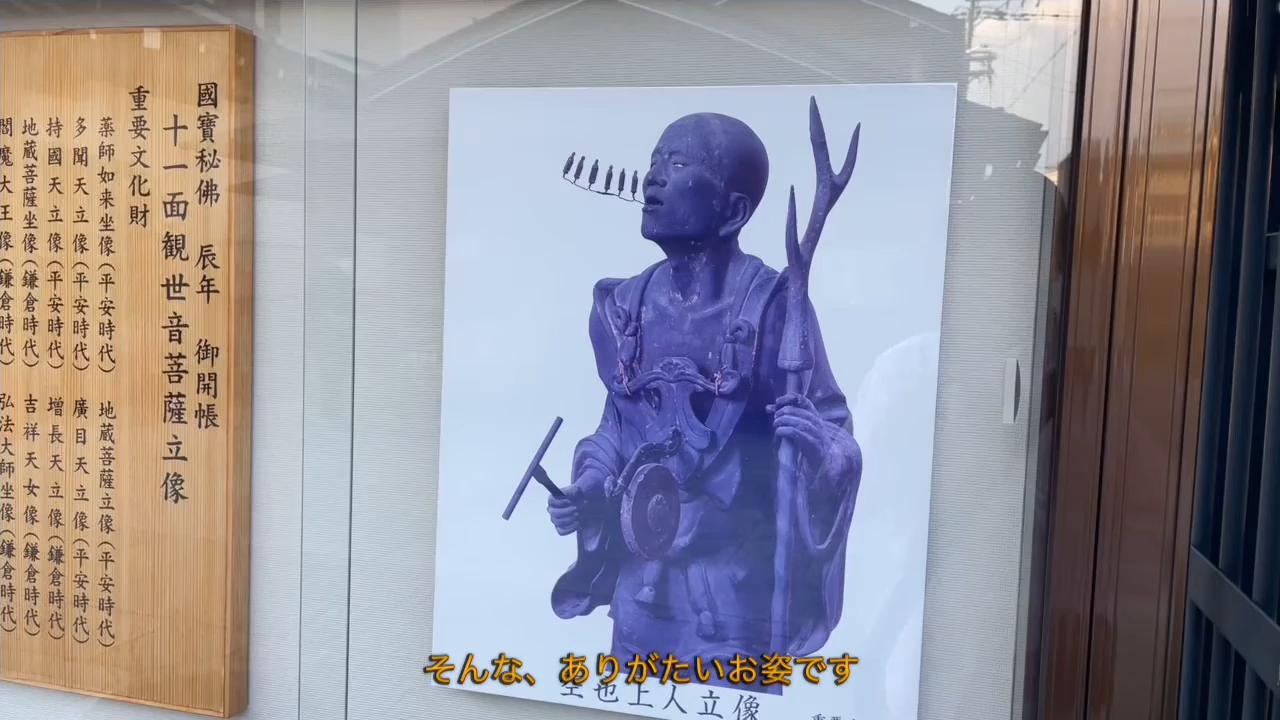 國寶秘佛 辰年 御開帳
十一面観世音菩薩立像
重要文化財
薬師如来坐像(平安時代) 地蔵菩薩立像(平安時代)
多聞天立像(平安時代) 廣目天立像(平安時代)
持國天立像(平安時代) 增長天立像(鎌倉時代)
地蔵菩薩坐像(鎌倉時代) 吉祥天女像(鎌倉時代)
閻魔大王像(鎌倉時代) 弘法大師坐像(鎌倉時代)
空也上人立像
そんな、ありがたいお姿です